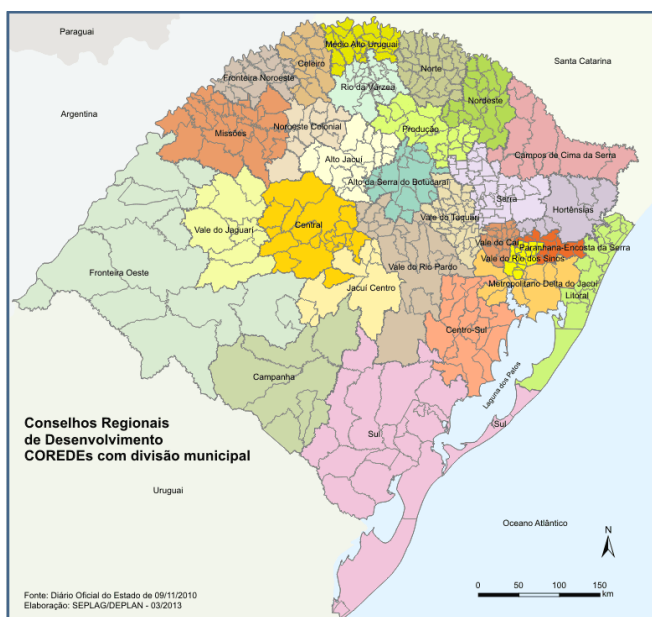 Paraguai
Santa Catarina
Argentina
Médio Alto Uruguai
Celeiro
Norte
Fronteira Noroeste
Rio da Várzea
Nordeste
Missões
Noroeste Colonial
Produção
Alto Jacuí
Campos de Cima da Serra
Alto da Serra do Botucaraí
Serra
Hortênsias
Vale do Taquari
Central
Vale do Jaguari
Vale do Caí
Paranhana-Encosta da Serra
Vale do Rio dos Sinos
Vale do Rio Pardo
Fronteira Oeste
Metropolitano Delta do Jacuí
Jacuí Centro
Litoral
Centro-Sul
Campanha
Laguna dos Patos
Sul
Sul
Conselhos Regionais
de Desenvolvimento
COREDEs com divisão municipal
Uruguai
Oceano Atlântico
N
0 50 100 150
km
Fonte: Diário Oficial do Estado de 09/11/2010
Elaboração: SEPLAG/DEPLAN - 03/2013